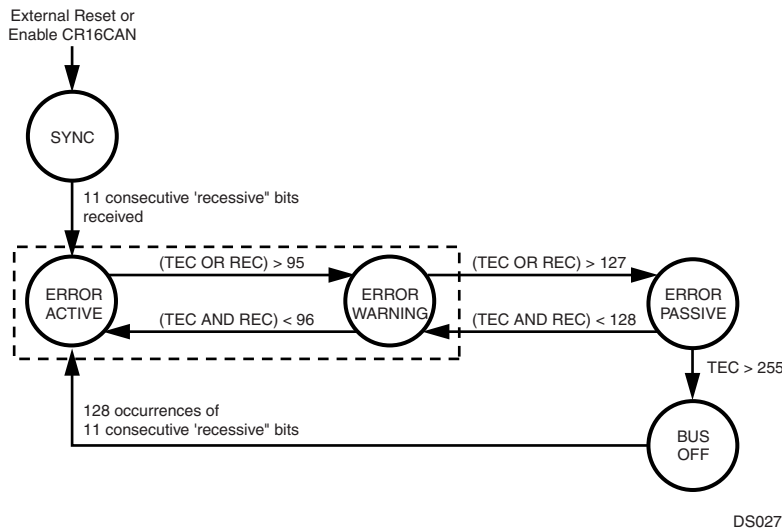 External Reset or
Enable CR16CAN
SYNC
11 consecutive 'recessive" bits
received
(TEC OR REC) > 95
(TEC OR REC) > 127
ERROR
ACTIVE
ERROR
WARNING
ERROR
PASSIVE
(TEC AND REC) < 96
(TEC AND REC) < 128
TEC > 255
128 occurrences of
11 consecutive 'recessive" bits
BUS
OFF
DS027